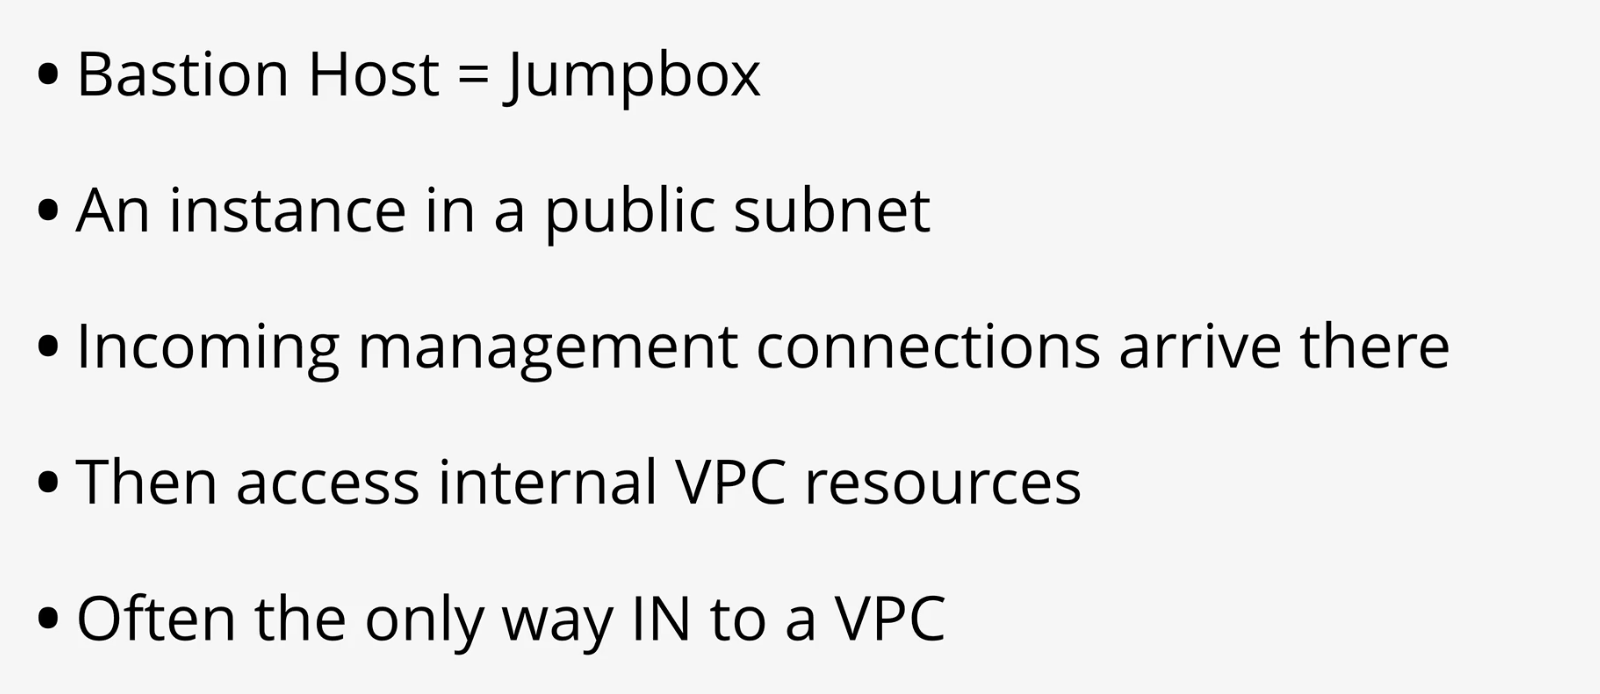 • Bastion Host = Jumpbox
• An instance in a public subnet
• Incoming management connections arrive there
• Then access internal VPC resources
• Often the only way IN to a VPC